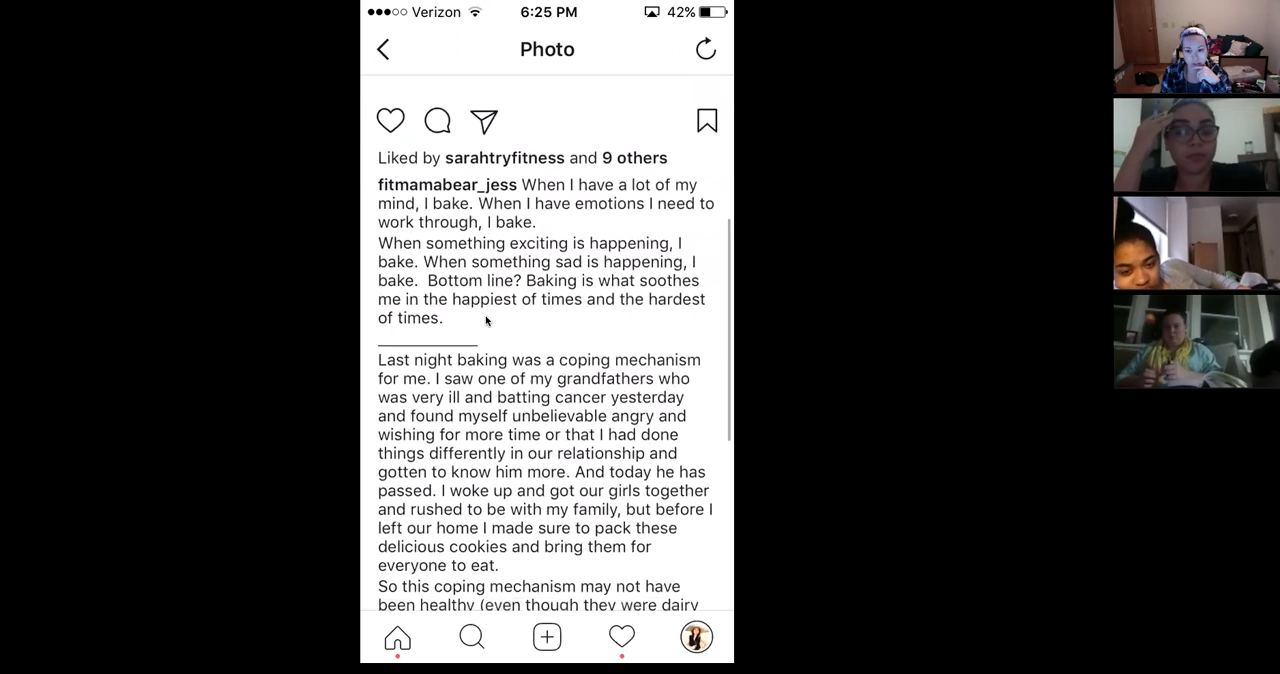 Verizon 6:25 PM 42%
Photo
Liked by sarahtryfitness and 9 others
fitmamabear_jess When I have a lot of my
mind, I bake. When I have emotions I need to
work through, I bake.
When something exciting is happening, I
bake. When something sad is happening, I
bake. Bottom line? Baking is what soothes
me in the happiest of times and the hardest
of times.
Last night baking was a coping mechanism
for me. I saw one of my grandfathers who
was very ill and batting cancer yesterday
and found myself unbelievable angry and
wishing for more time or that I had done
things differently in our relationship and
gotten to know him more. And today he has
passed. I woke up and got our girls together
and rushed to be with my family, but before I
left our home I made sure to pack these
delicious cookies and bring them for
everyone to eat.
So this coping mechanism may not have
been healthy (even though they were dairy